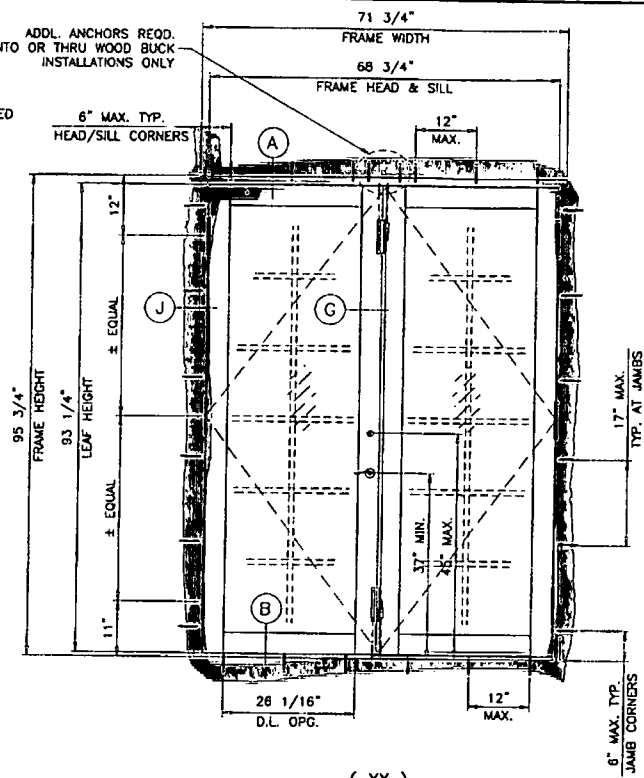 71 3/4"
FRAME WIDTH
ADDL. ANCHORS REQD.
NTO OR THRU WOOD BUCK
INSTALLATIONS ONLY
68 3/4"
FRAME HEAD & SILL
ED
6" MAX. TYP.
HEAD/SILL CORNERS
12"
MAX.
A
12"
J
G
± EQUAL
95 3/4"
FRAME HEIGHT
93 1/4"
LEAF HEIGHT
17" MAX.
TYP. AT JAMBS
± EQUAL
37" MIN.
MAX.
B
11"
26 1/16"
D.L. OPG.
12"
MAX.
6" MAX. TYP.
JAMB CORNERS